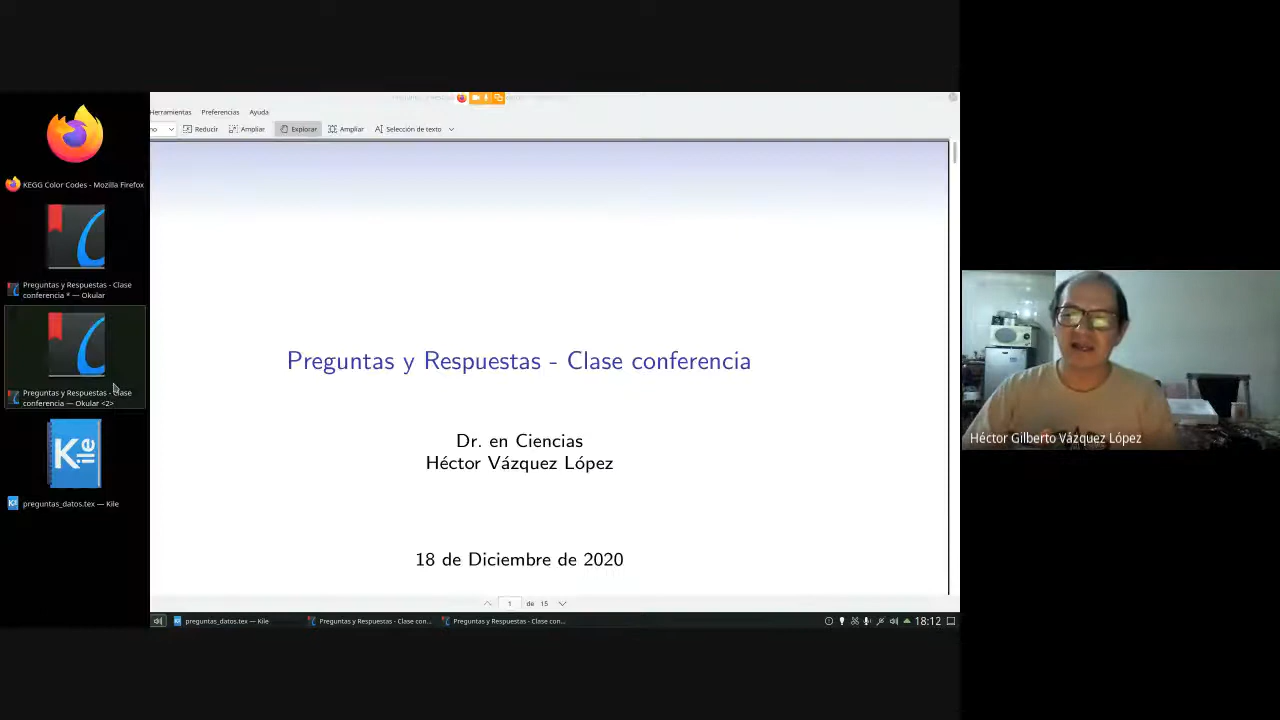 Herramientas Preferencias Ayuda
no Reducir Ampliar Explorar Ampliar Selección de texto
KEGG Color Codes - Mozilla Firefox
Preguntas y Respuestas - Clase
conferencia * — Okular
Preguntas y Respuestas - Clase
conferencia — Okular <2>
Kile
preguntas_datos.tex — Kile
Preguntas y Respuestas - Clase conferencia
Dr. en Ciencias
Héctor Vázquez López
18 de Diciembre de 2020
1 de 15
preguntas_datos.tex — Kile Preguntas y Respuestas - Clase con... Preguntas y Respuestas - Clase con... 18:12
Héctor Gilberto Vázquez López